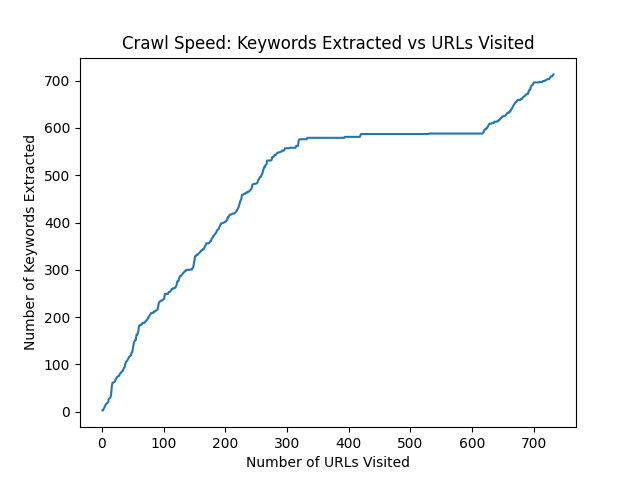 Crawl Speed: Keywords Extracted vs URLs Visited
Number of Keywords Extracted
700
600
500
400
300
200
100
0
0 100 200 300 400 500 600 700
Number of URLs Visited